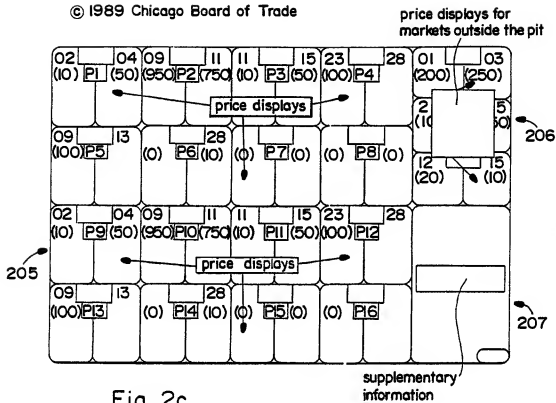 © 1989 Chicago Board of Trade
price displays for
markets outside the pit
02 04 09 11 11 15 23 28 01 03
(10) P1 (50) (950) P2 (750) (10) P3 (50) (100) P4 (200) (250)
price displays
206
09 13 28
(100) P5 (0) P6 (10) (0) P7 (0) P8 (0)
12 15
(20) (10)
02 04 09 11 11 15 23 28
(10) P9 (50) (950) P10 (750) (10) P11 (50) (100) P12
205
price displays
09 13 28
(100) P13 (0) P14 (10) (0) P15 (0) (0) P16
207
supplementary
information
Fig. 2c